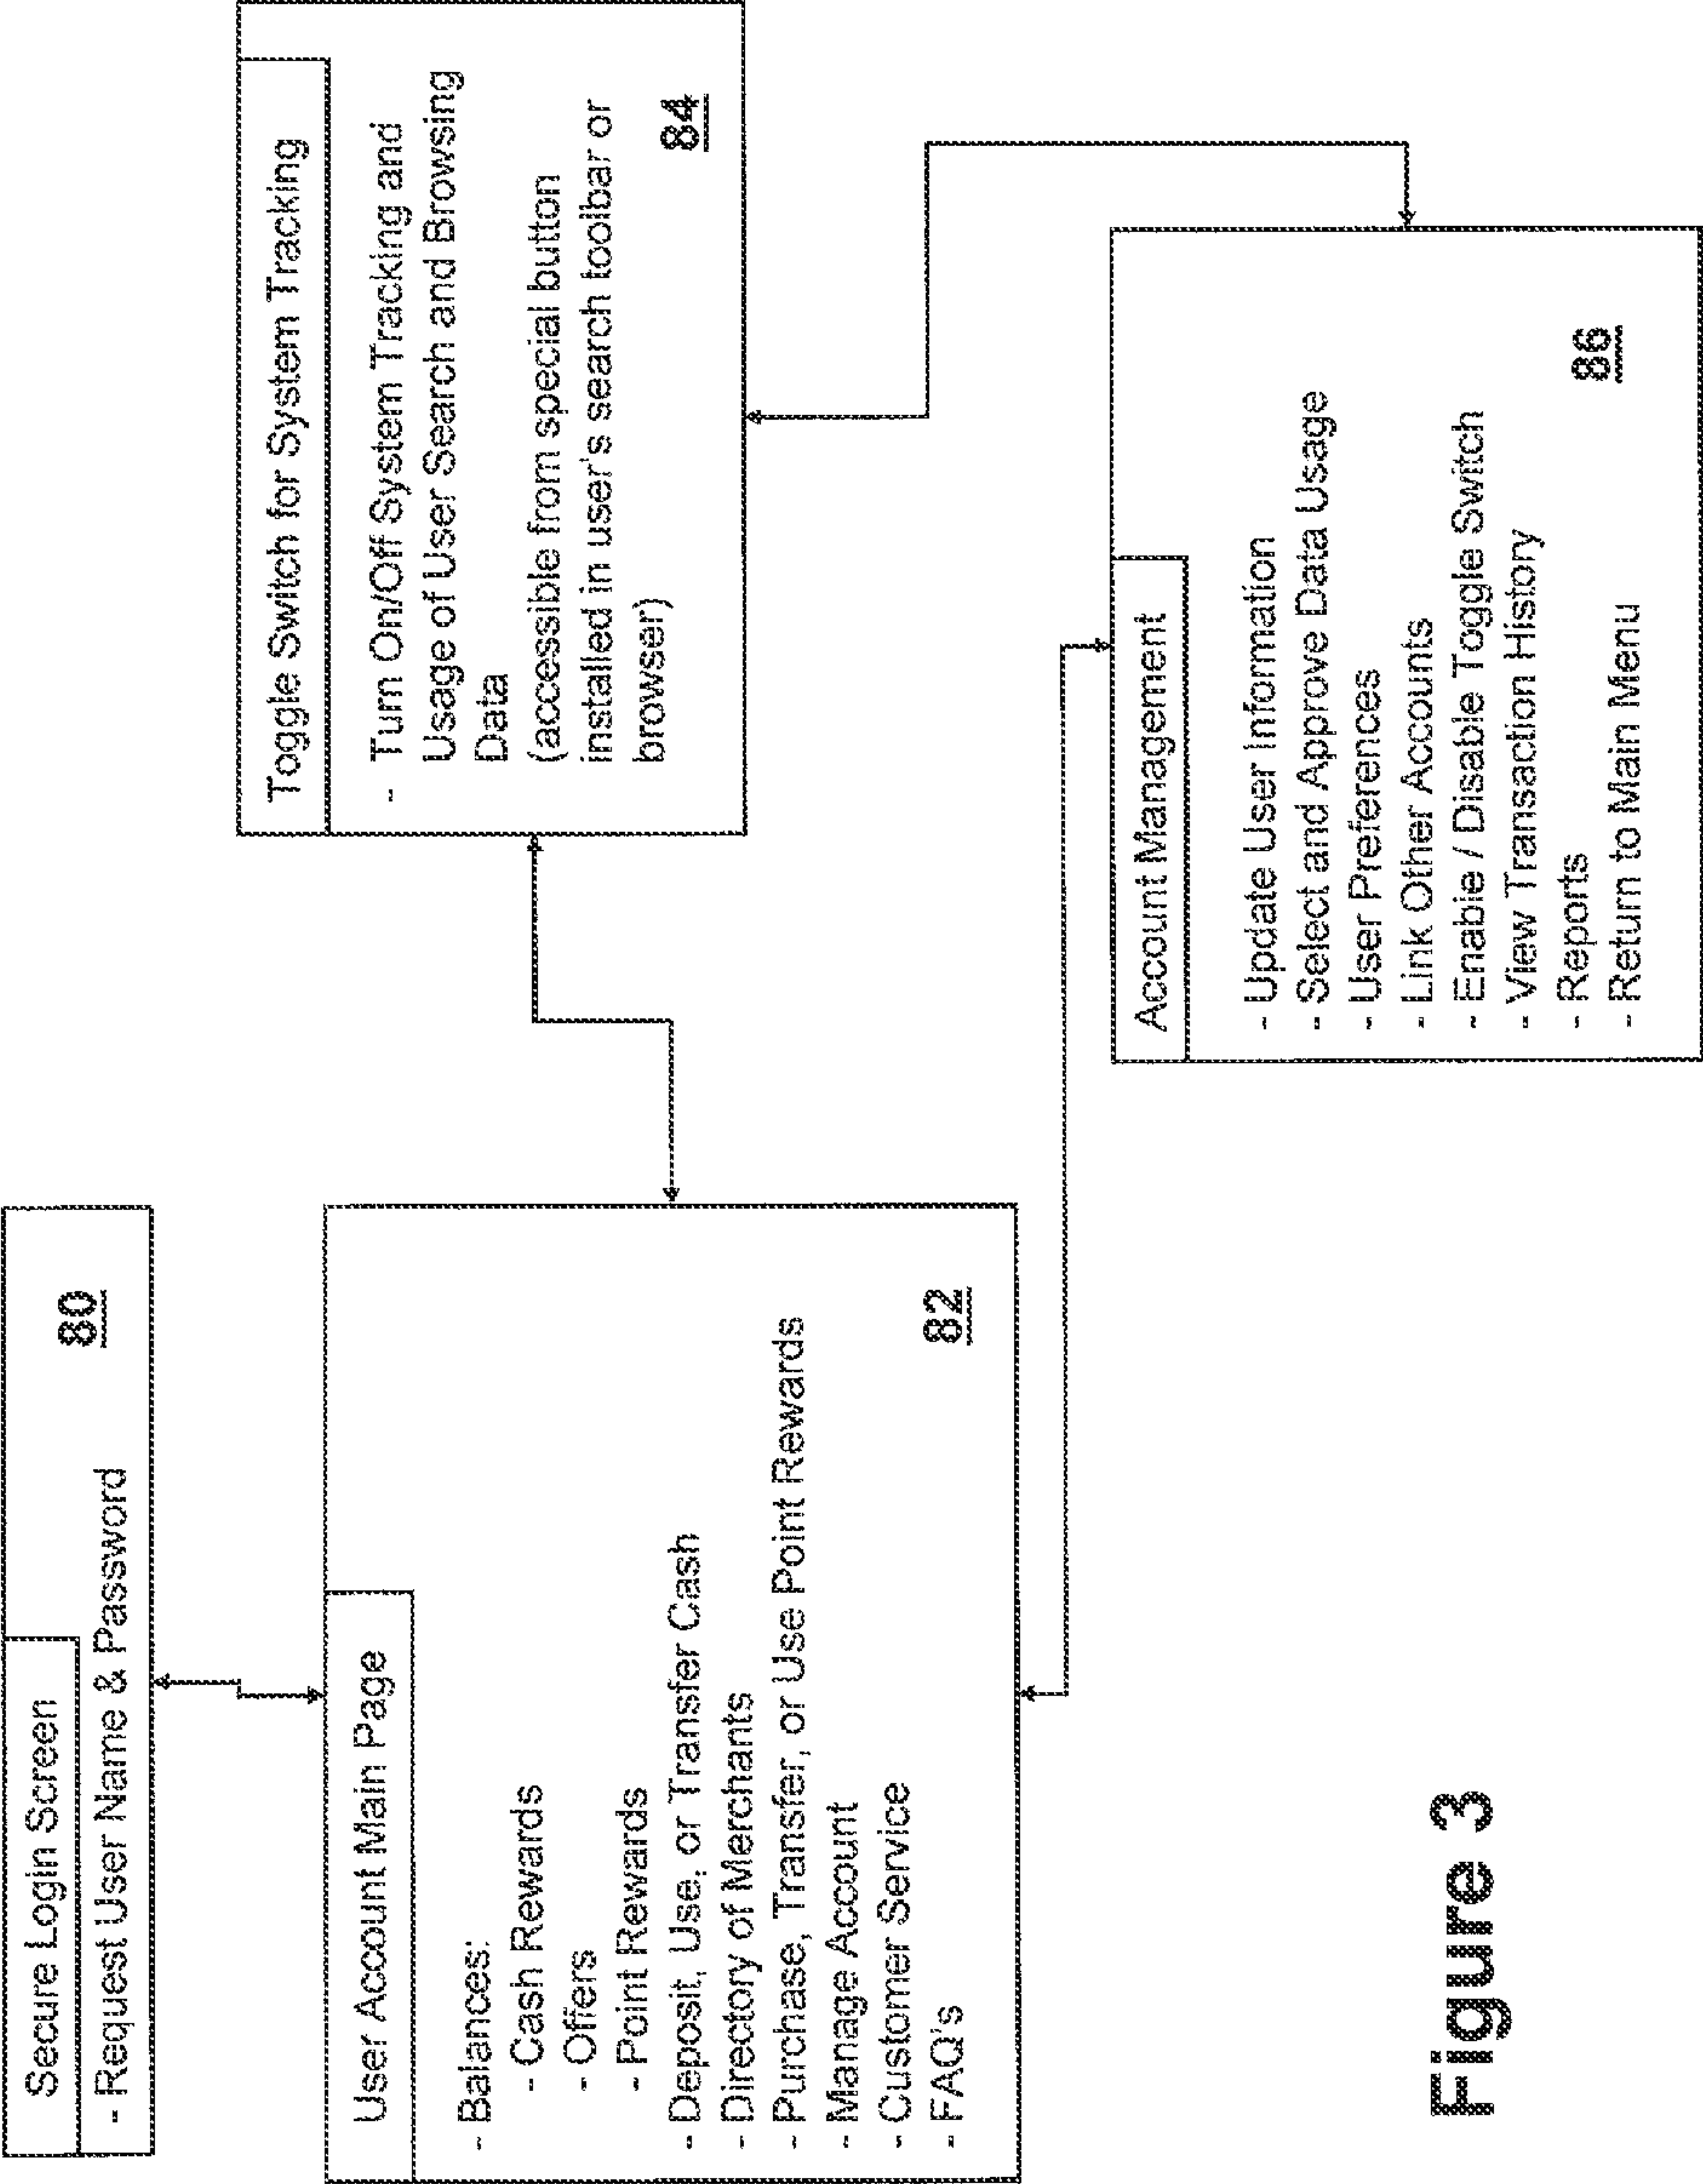 Secure Login Screen
- Request User Name & Password
80
User Account Main Page
- Balances:
- Cash Rewards
- Offers
- Point Rewards
- Deposit, Use, or Transfer Cash
- Directory of Merchants
- Purchase, Transfer, or Use Point Rewards
- Manage Account
- Customer Service
- FAQ's
82
Toggle Switch for System Tracking
- Turn On/Off System Tracking and
Usage of User Search and Browsing
Data
(accessible from special button
installed in user's search toolbar or
browser)
84
Account Management
- Update User Information
- Select and Approve Data Usage
- User Preferences
- Link Other Accounts
- Enable / Disable Toggle Switch
- View Transaction History
- Reports
- Return to Main Menu
86
Figure 3